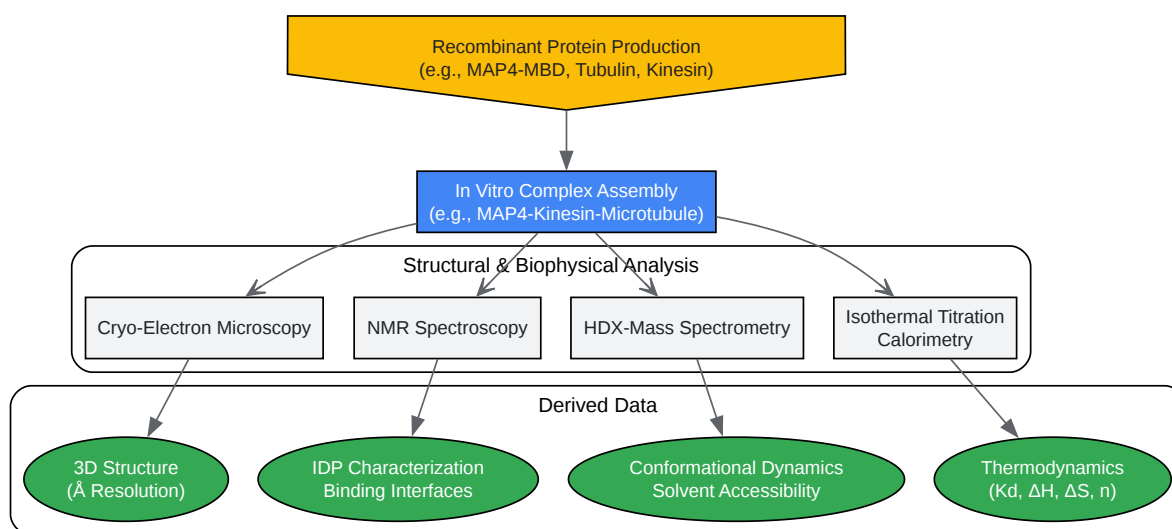 Recombinant Protein Production
(e.g., MAP4-MBD, Tubulin, Kinesin)
In Vitro Complex Assembly
(e.g., MAP4-Kinesin-Microtubule)
Structural & Biophysical Analysis
Cryo-Electron Microscopy
NMR Spectroscopy
HDX-Mass Spectrometry
Isothermal Titration
Calorimetry
Derived Data
3D Structure
(Å Resolution)
IDP Characterization
Binding Interfaces
Conformational Dynamics
Solvent Accessibility
Thermodynamics
(Kd, ΔH, ΔS, n)